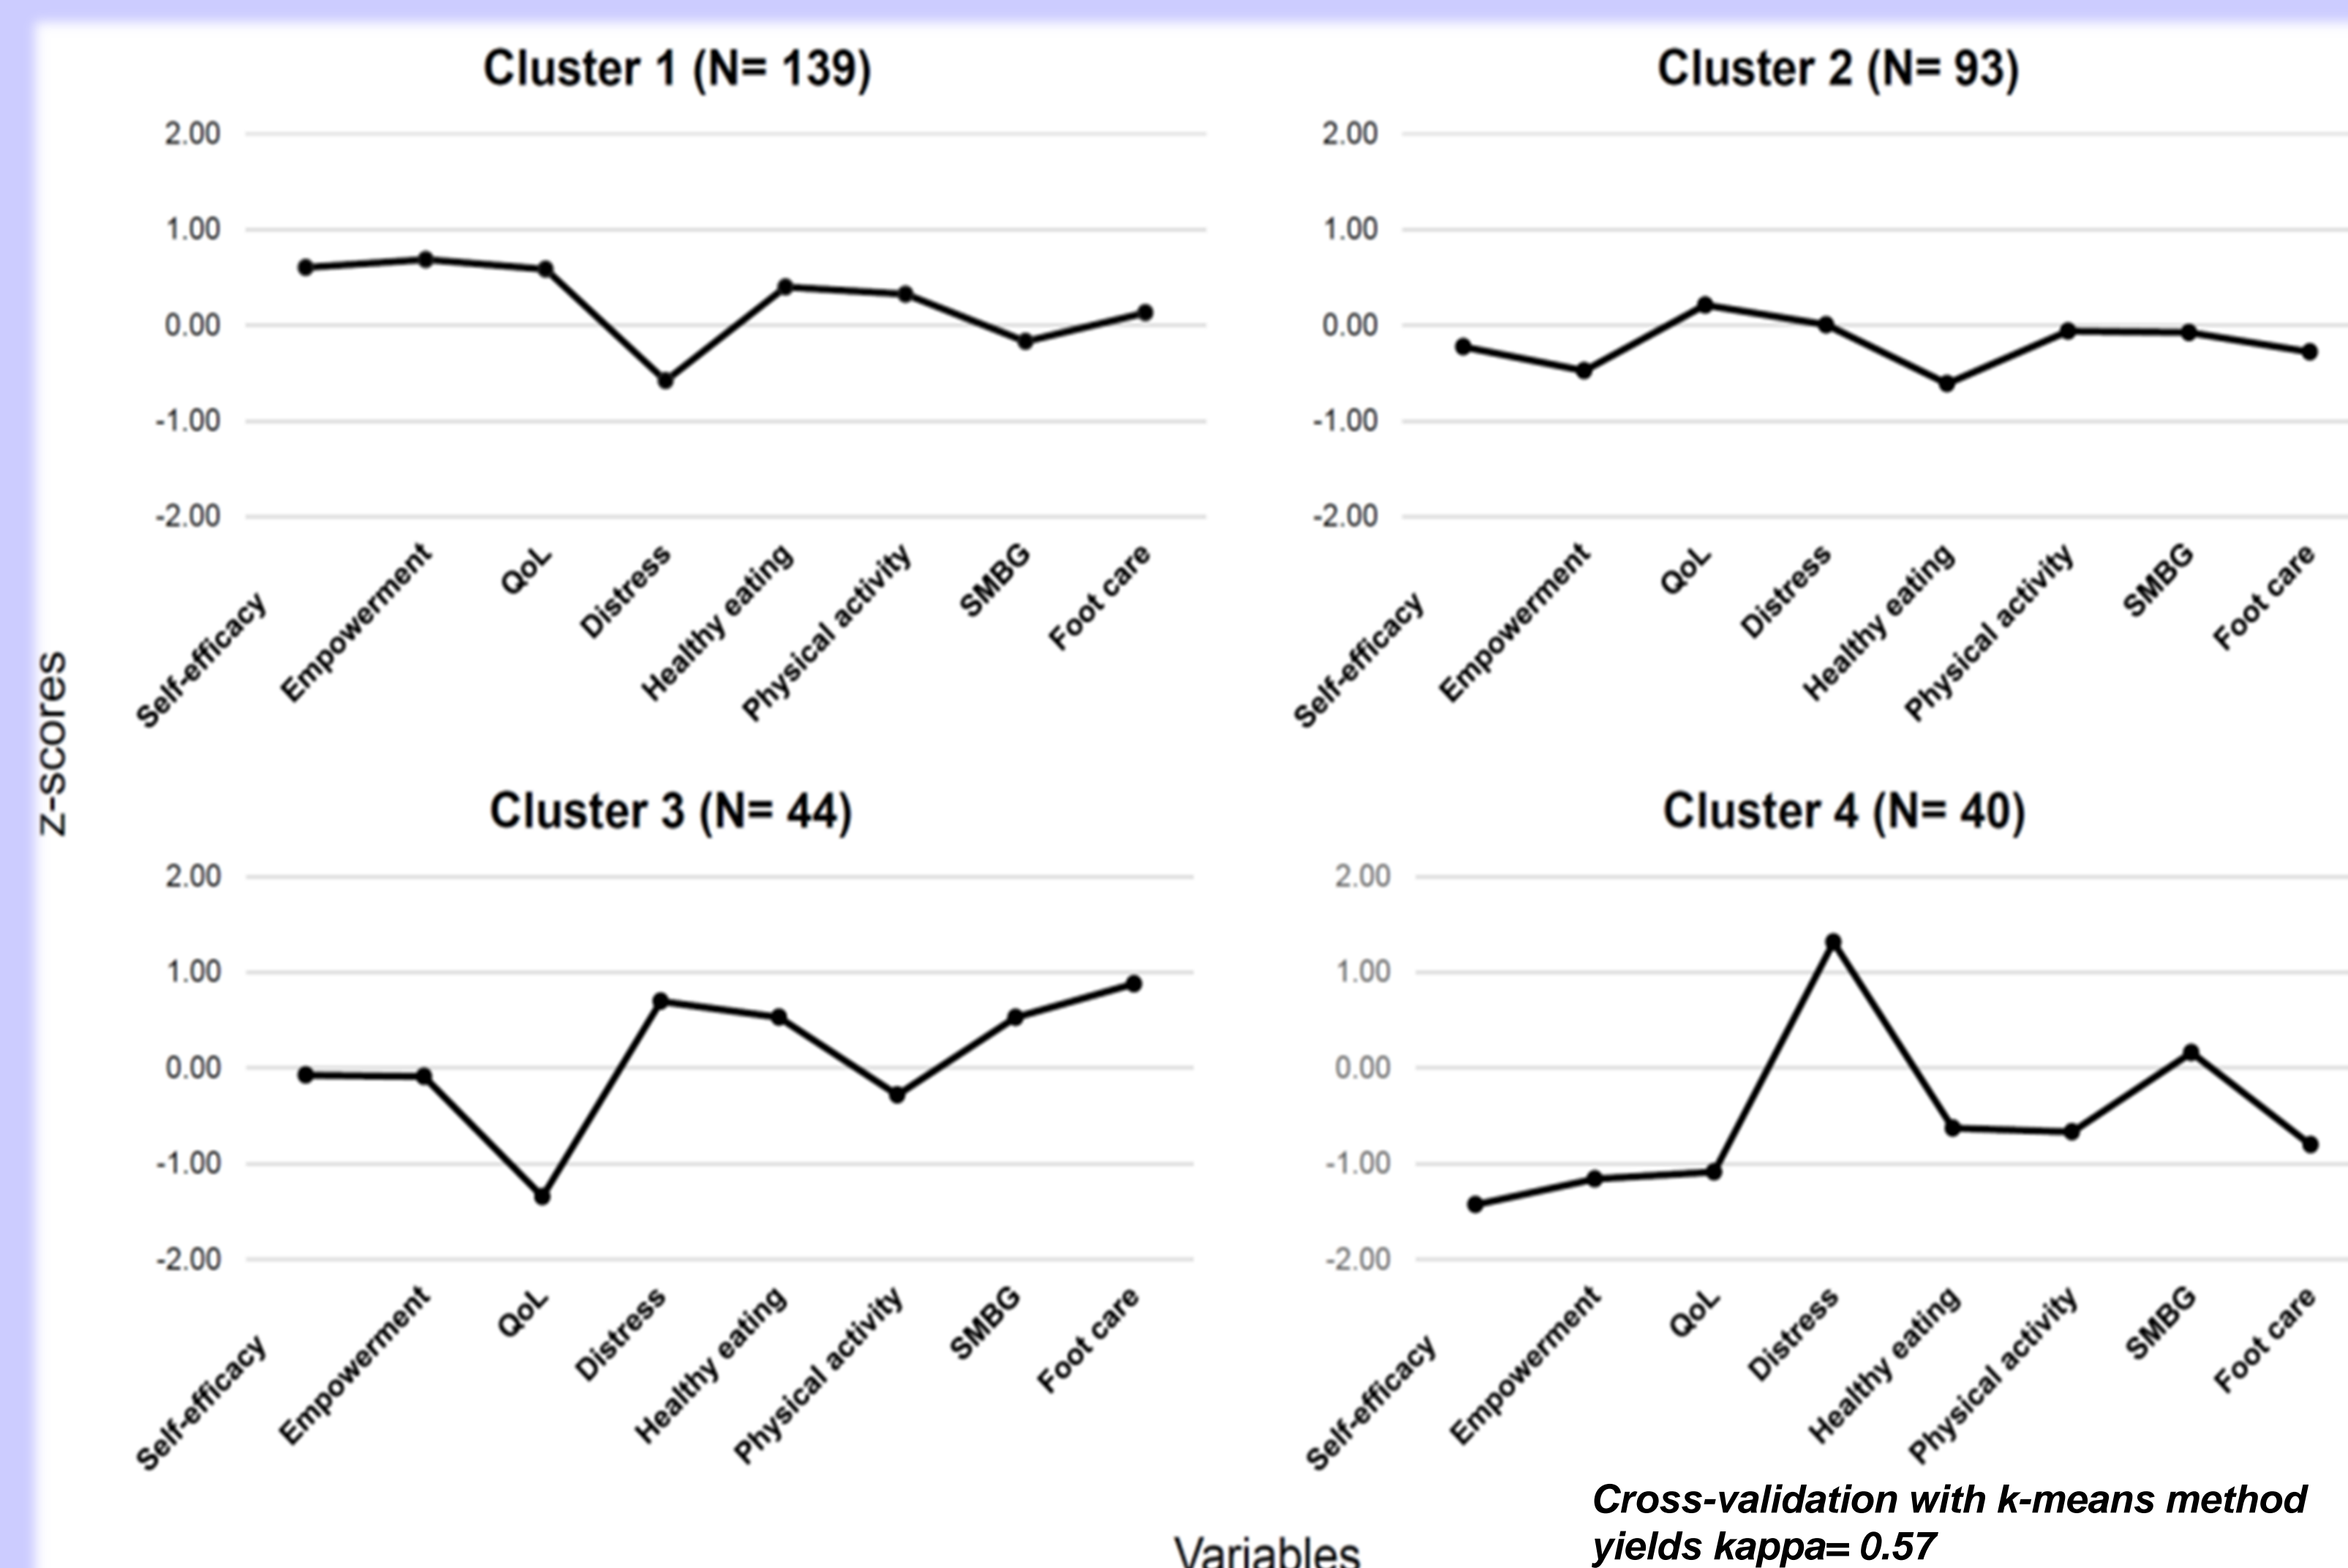 Cluster 1 (N= 139)
2.00
1.00
0.00
-1.00
-2.00
Self-efficacy
Empowerment
QoL
Distress
Healthy eating
Physical activity
SMBG
Foot care
Cluster 2 (N= 93)
2.00
1.00
0.00
-1.00
-2.00
Self-efficacy
Empowerment
QoL
Distress
Healthy eating
Physical activity
SMBG
Foot care
z-scores
Cluster 3 (N= 44)
2.00
1.00
0.00
-1.00
-2.00
Self-efficacy
Empowerment
QoL
Distress
Healthy eating
Physical activity
SMBG
Foot care
Cluster 4 (N= 40)
2.00
1.00
0.00
-1.00
-2.00
Self-efficacy
Empowerment
QoL
Distress
Healthy eating
Physical activity
SMBG
Foot care
Cross-validation with k-means method
yields kappa= 0.57
Variables